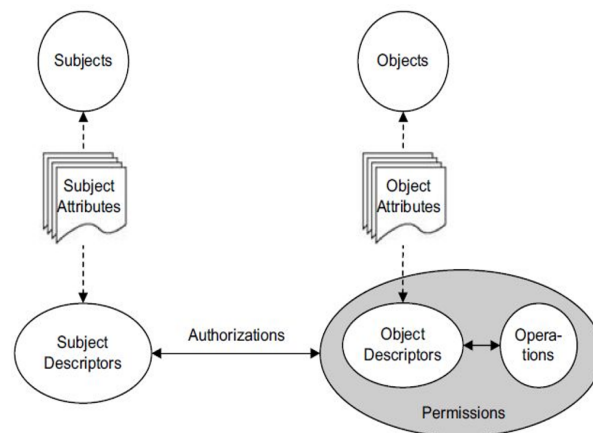 Subjects
Objects
Subject
Attributes
Object
Attributes
Subject
Descriptors
Authorizations
Object
Descriptors
Opera-
tions
Permissions